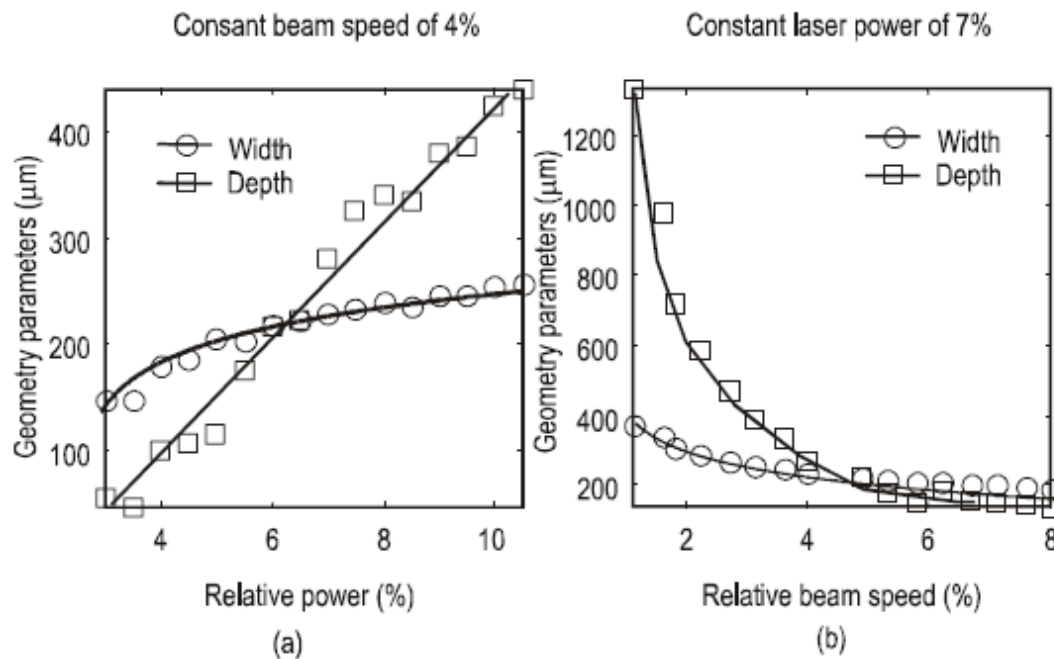 Consant beam speed of 4%
Geometry parameters (μm)
400
300
200
100
Width
Depth
4
6
8
10
Relative power (%)
(a)
Constant laser power of 7%
Geometry parameters (μm)
1200
1000
800
600
400
200
Width
Depth
2
4
6
8
Relative beam speed (%)
(b)